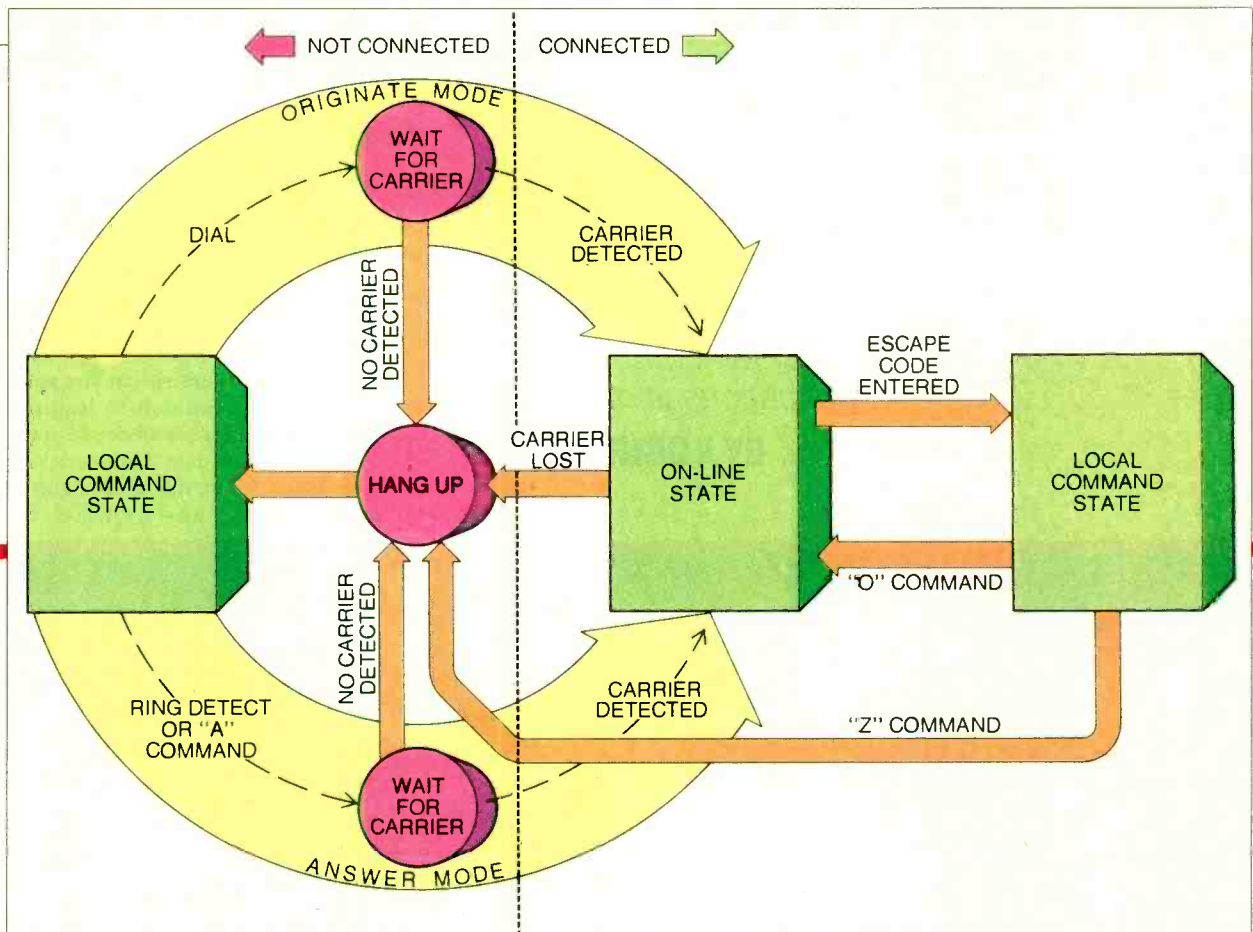 NOT CONNECTED
CONNECTED
ORIGINATE MODE
WAIT
FOR
CARRIER
DIAL
CARRIER
DETECTED
NO CARRIER
DETECTED
ESCAPE
CODE
ENTERED
LOCAL
COMMAND
STATE
HANG UP
CARRIER
LOST
ON-LINE
STATE
LOCAL
COMMAND
STATE
"O" COMMAND
NO CARRIER
DETECTED
RING DETECT
OR "A"
COMMAND
CARRIER
DETECTED
"Z" COMMAND
WAIT
FOR
CARRIER
ANSWER MODE